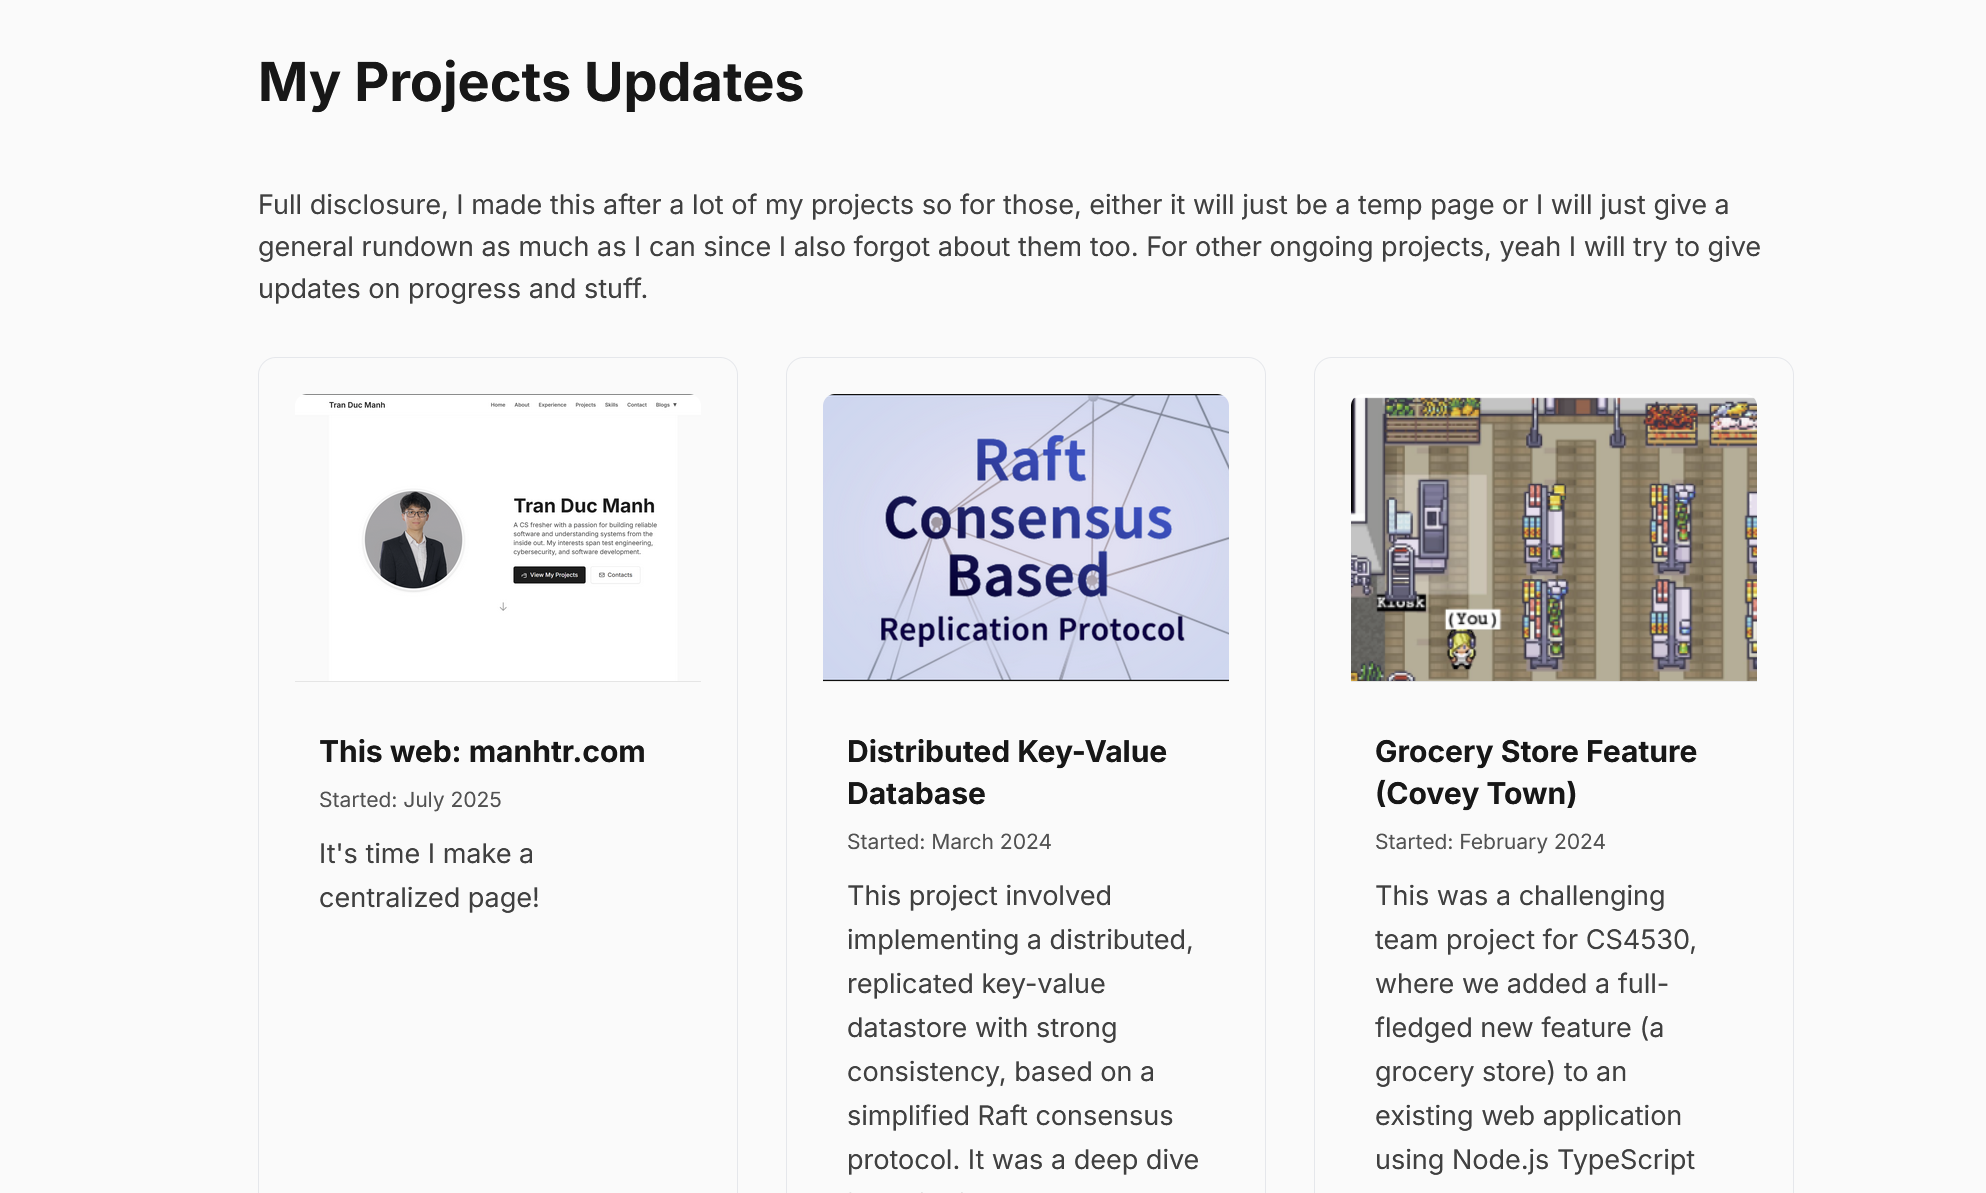 My Projects Updates
Full disclosure, I made this after a lot of my projects so for those, either it will just be a temp page or I will just give a
general rundown as much as I can since I also forgot about them too. For other ongoing projects, yeah I will try to give
updates on progress and stuff.
Tran Duc Manh
Home About Experience Projects Skills Contact Blogs ▼
Tran Duc Manh
A CS fresher with a passion for building reliable
software and understanding systems from the
inside out. My interests span test engineering,
cybersecurity, and software development.
View My Projects
Contacts
This web: manhtr.com
Started: July 2025
It's time I make a
centralized page!
Raft
Consensus
Based
Replication Protocol
Distributed Key-Value
Database
Started: March 2024
This project involved
implementing a distributed,
replicated key-value
datastore with strong
consistency, based on a
simplified Raft consensus
protocol. It was a deep dive
Kiosk
(You)
Grocery Store Feature
(Covey Town)
Started: February 2024
This was a challenging
team project for CS4530,
where we added a full-
fledged new feature (a
grocery store) to an
existing web application
using Node.js TypeScript